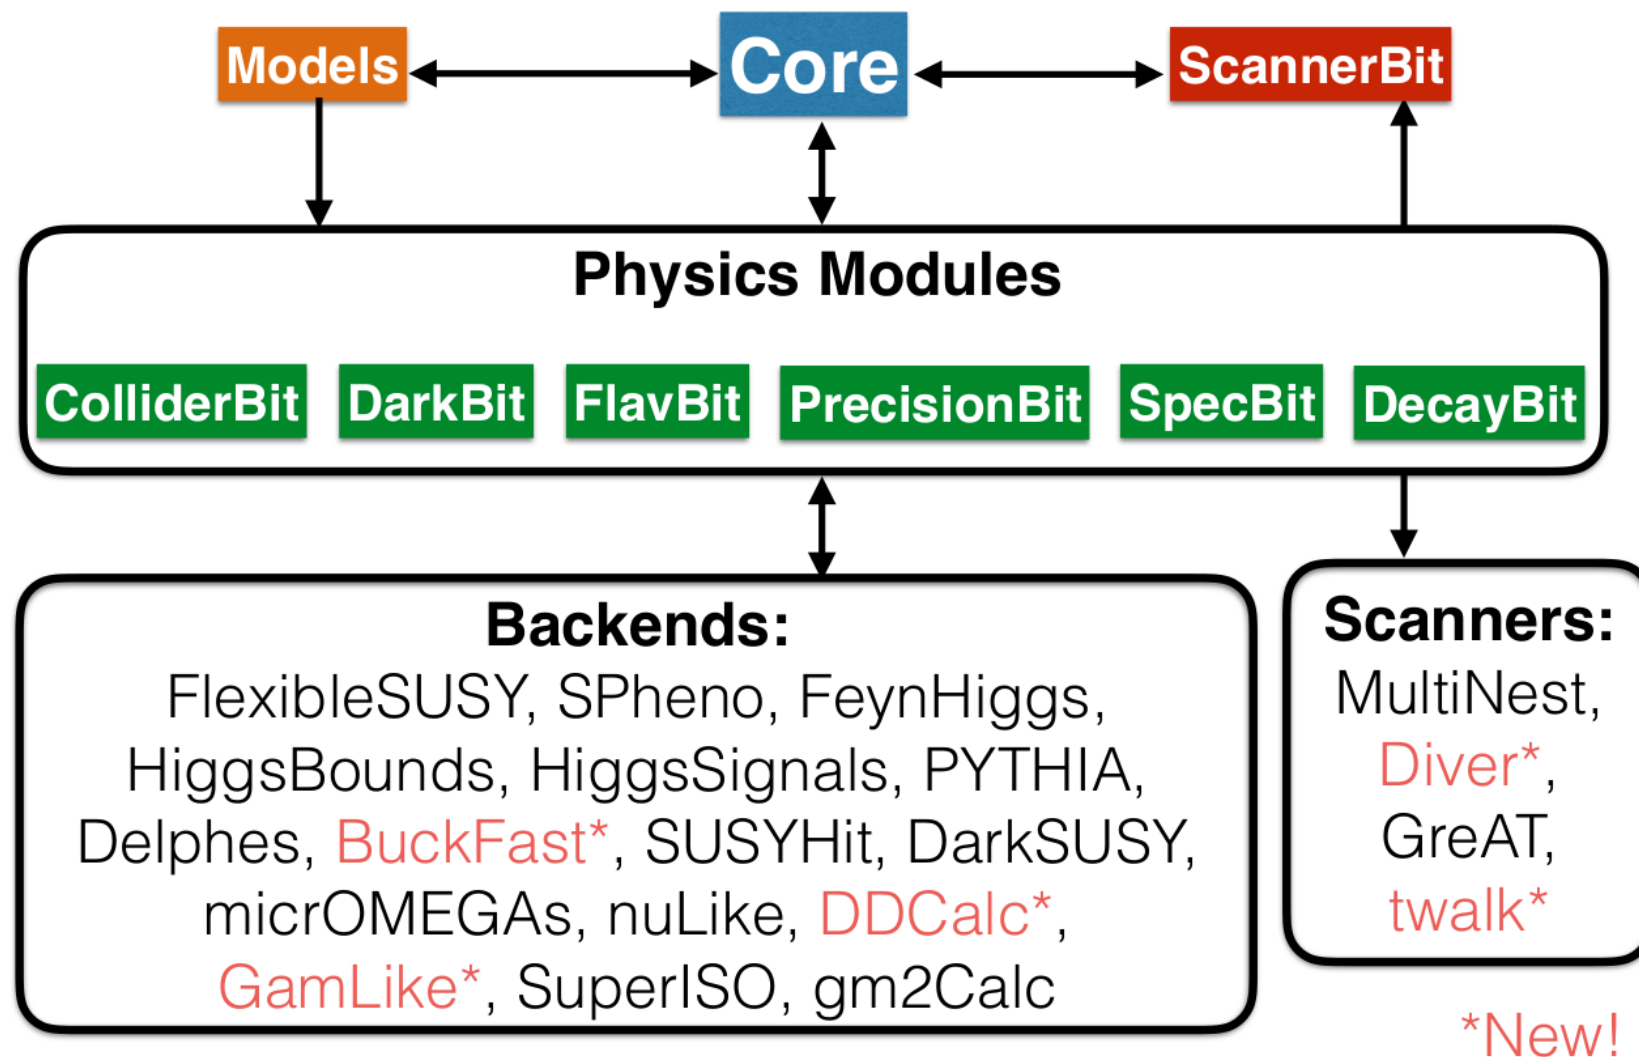 Models
Core
ScannerBit
Physics Modules
ColliderBit
DarkBit
FlavBit
PrecisionBit
SpecBit
DecayBit
Backends:
FlexibleSUSY, SPheno, FeynHiggs,
HiggsBounds, HiggsSignals, PYTHIA,
Delphes, BuckFast*, SUSYHit, DarkSUSY,
micrOMEGAs, nuLike, DDCalc*,
GamLike*, SuperISO, gm2Calc
Scanners:
MultiNest,
Diver*,
GreAT,
twalk*
*New!